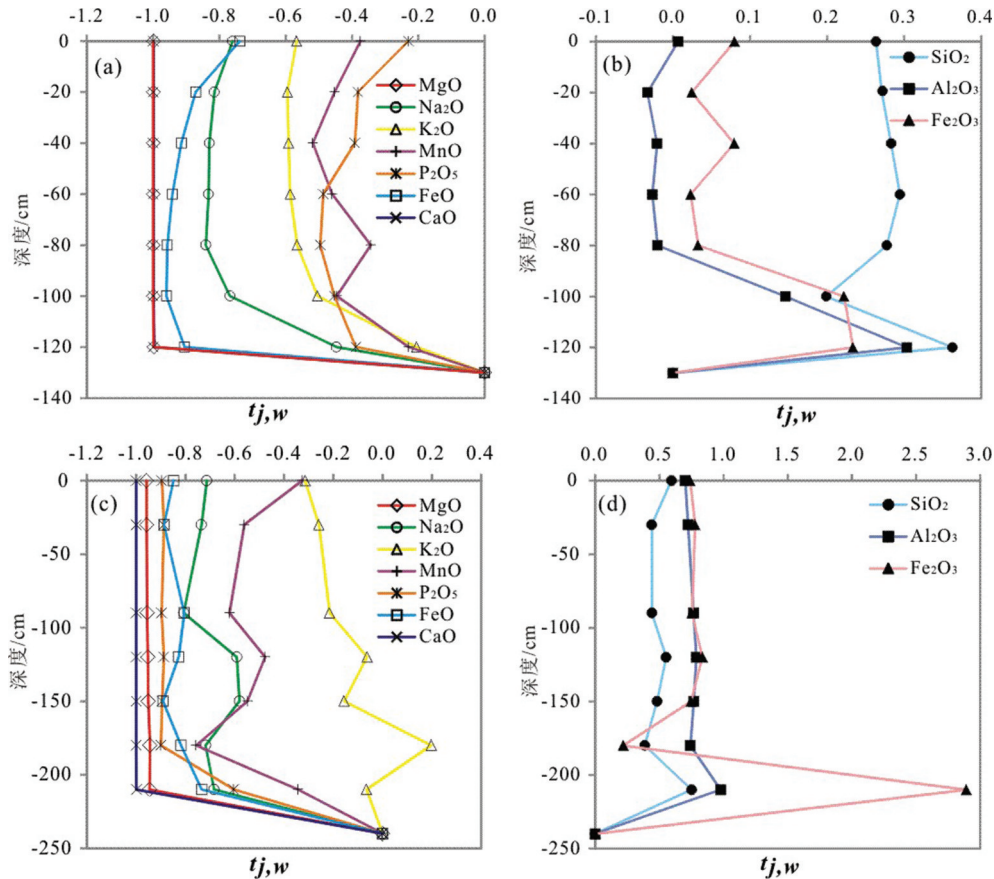 -1.2 -1.0 -0.8 -0.6 -0.4 -0.2 0.0
0
-20
-40
-60
-80
-100
-120
-140
深度/cm
(a)
MgO
Na₂O
K₂O
MnO
P₂O₅
FeO
CaO
tj,w
-0.1 0.0 0.1 0.2 0.3 0.4
0
-20
-40
-60
-80
-100
-120
-140
深度/cm
(b)
SiO₂
Al₂O₃
Fe₂O₃
tj,w
-1.2 -1.0 -0.8 -0.6 -0.4 -0.2 0.0 0.2 0.4
0
-50
-100
-150
-200
-250
深度/cm
(c)
MgO
Na₂O
K₂O
MnO
P₂O₅
FeO
CaO
tj,w
0.0 0.5 1.0 1.5 2.0 2.5 3.0
0
-50
-100
-150
-200
-250
深度/cm
(d)
SiO₂
Al₂O₃
Fe₂O₃
tj,w